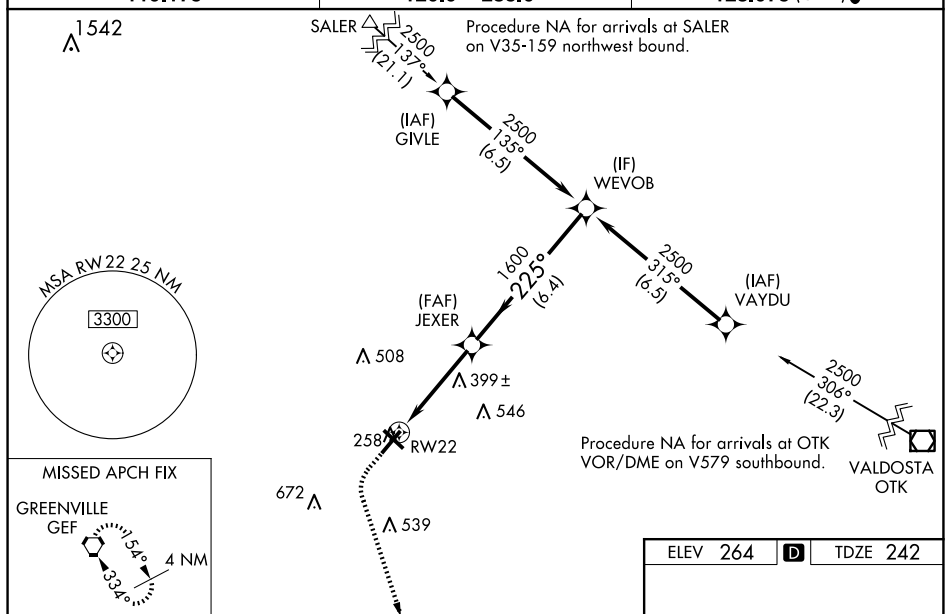 1542
SALER
2500
137°
(21.1)
Procedure NA for arrivals at SALER
on V35-159 northwest bound.
(IAF)
GIVLE
2500
135°
(6.5)
(IF)
WEVOB
MSA RW22 25 NM
3300
1600
225°
(6.4)
2500
315°
(6.5)
(IAF)
VAYDU
(FAF)
JEXER
508
399±
546
2500
306°
(22.3)
258
RW22
Procedure NA for arrivals at OTK
VOR/DME on V579 southbound.
VALDOSTA
OTK
MISSED APCH FIX
GREENVILLE
GEF
154°
4 NM
334°
672
539
ELEV 264 D TDZE 242